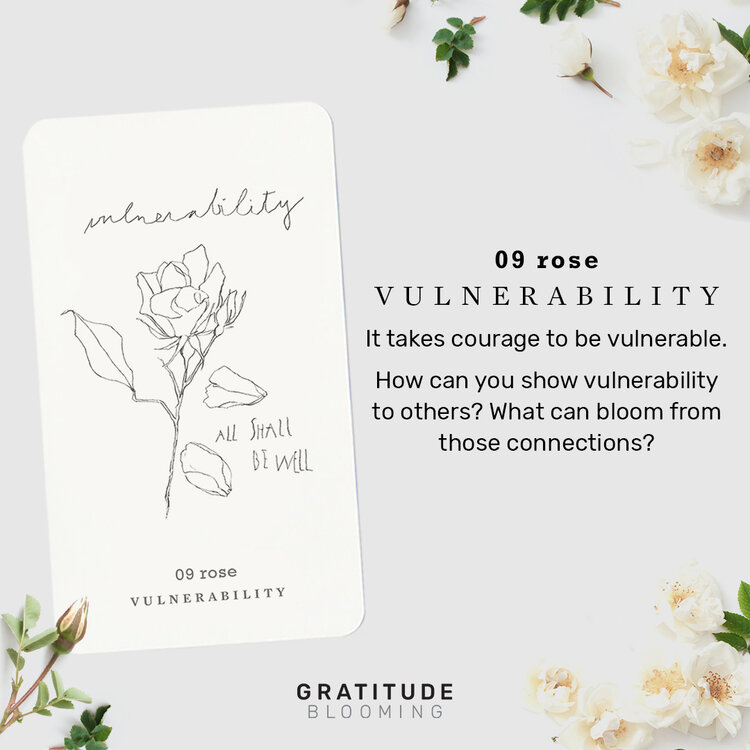 vulnerability
ALL SHALL
BE WELL
09 rose
VULNERABILITY
09 rose
VULNERABILITY
It takes courage to be vulnerable.
How can you show vulnerability
to others? What can bloom from
those connections?
GRATITUDE
BLOOMING